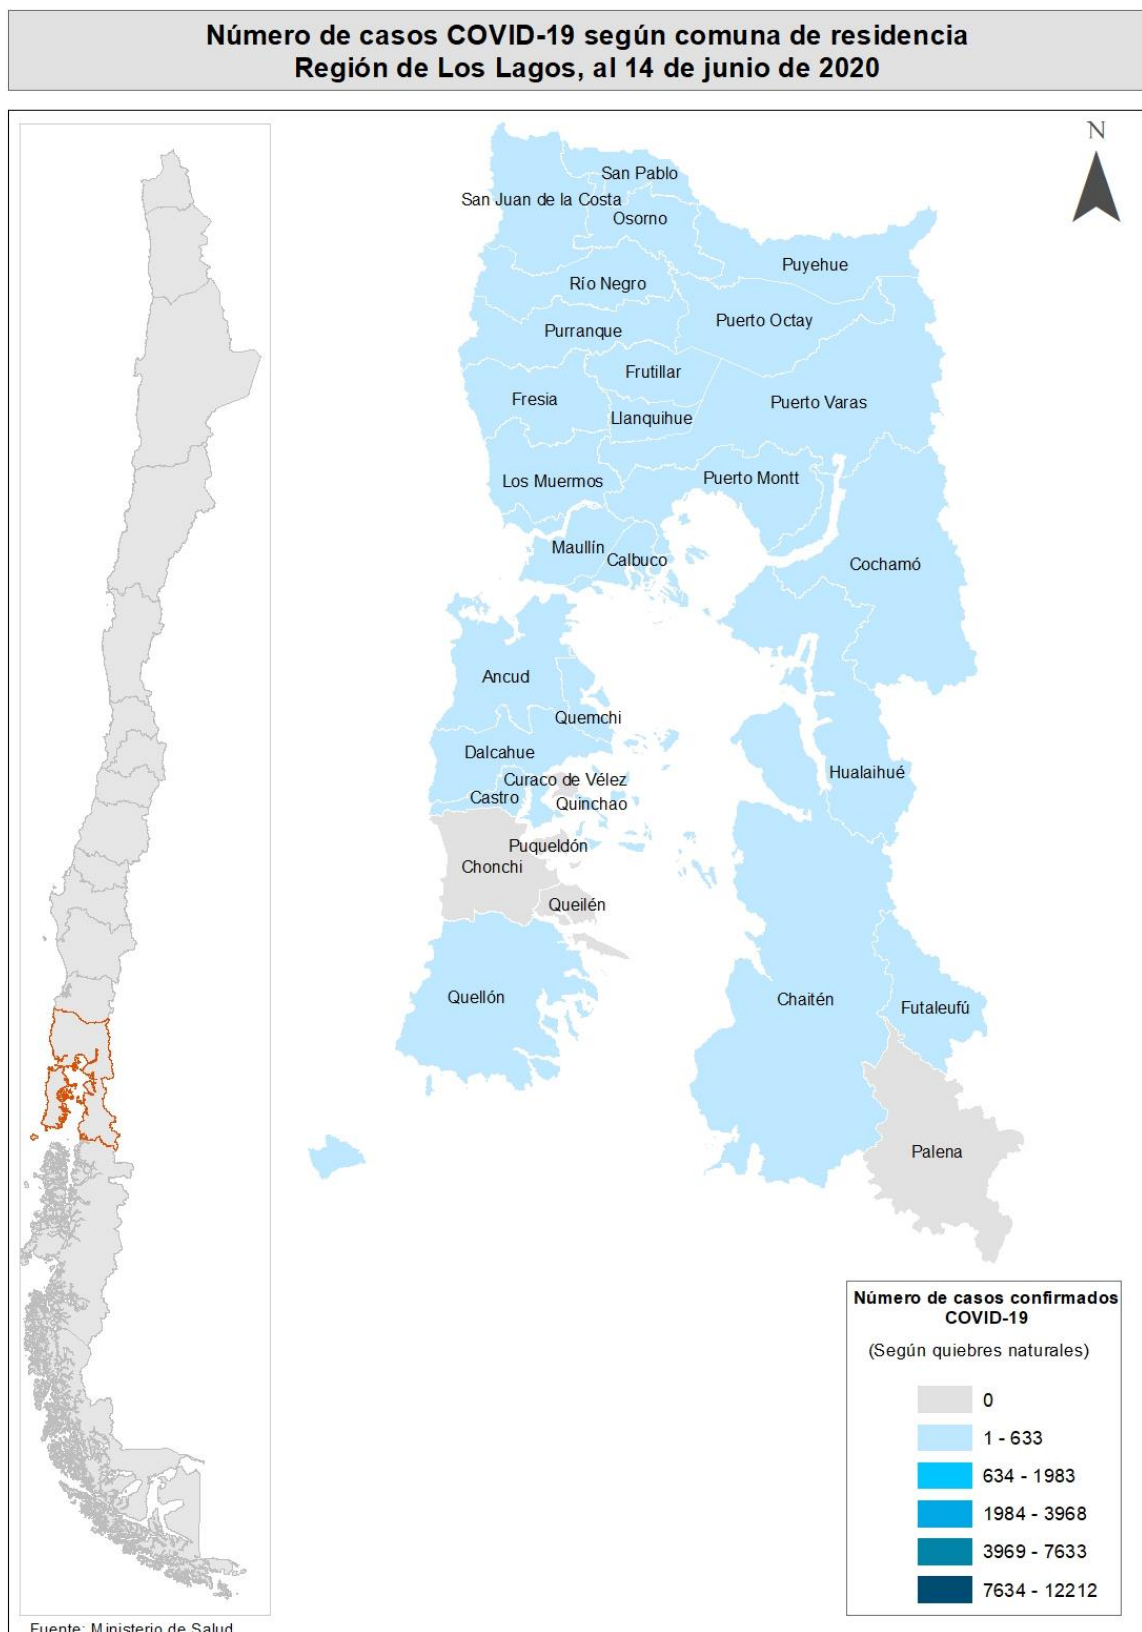 Número de casos COVID-19 según comuna de residencia
Región de Los Lagos, al 14 de junio de 2020
N
San Pablo
San Juan de la Costa
Osorno
Puyehue
Río Negro
Puerto Octay
Purranque
Frutillar
Fresia
Puerto Varas
Llanquihue
Puerto Montt
Los Muermos
Maullín
Calbuco
Cochamó
Ancud
Quemchi
Dalcahue
Hualaihué
Curaco de Vélez
Castro
Quinchao
Puqueldón
Chonchi
Queilén
Quellón
Chaitén
Futaleufú
Palena
Número de casos confirmados
COVID-19
(Según quiebres naturales)
0
1 - 633
634 - 1983
1984 - 3968
3969 - 7633
7634 - 12212
Fuente: Ministerio de Salud